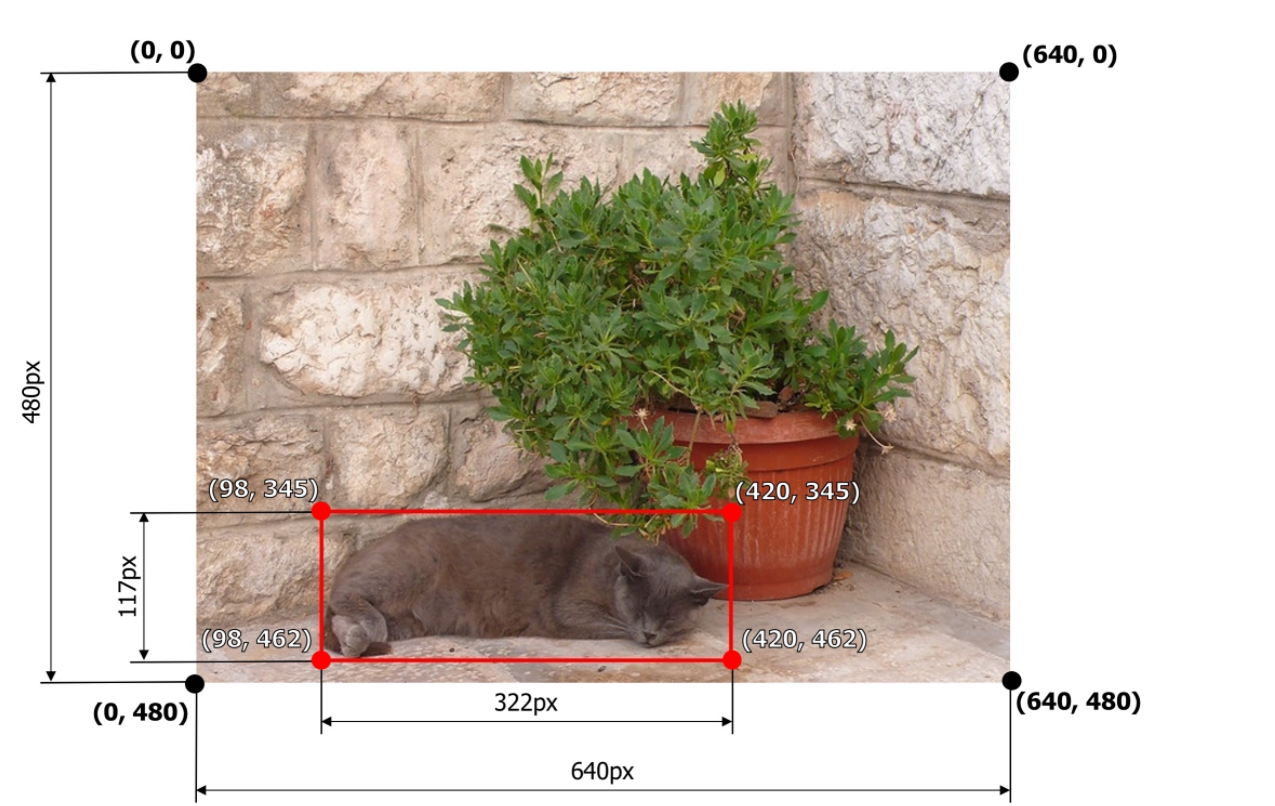 (0, 0)
(640, 0)
480px
(98, 345)
(420, 345)
117px
(98, 462)
(420, 462)
(0, 480)
322px
(640, 480)
640px